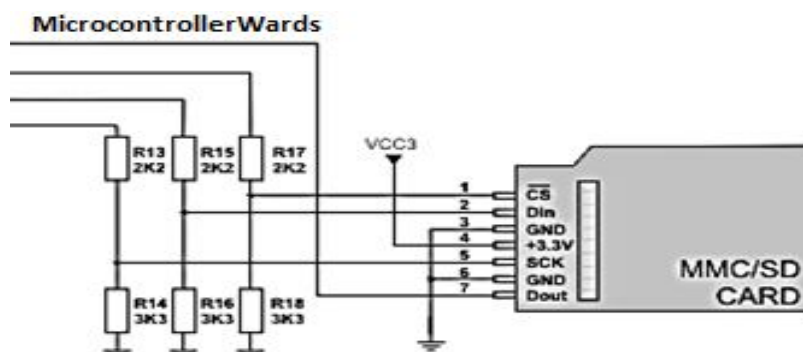 MicrocontrollerWards
R13
2K2
R15
2K2
R17
2K2
VCC3
1
2
3
4
5
6
7
CS
Din
GND
+3.3V
SCK
GND
Dout
MMC/SD
CARD
R14
3K3
R16
3K3
R18
3K3